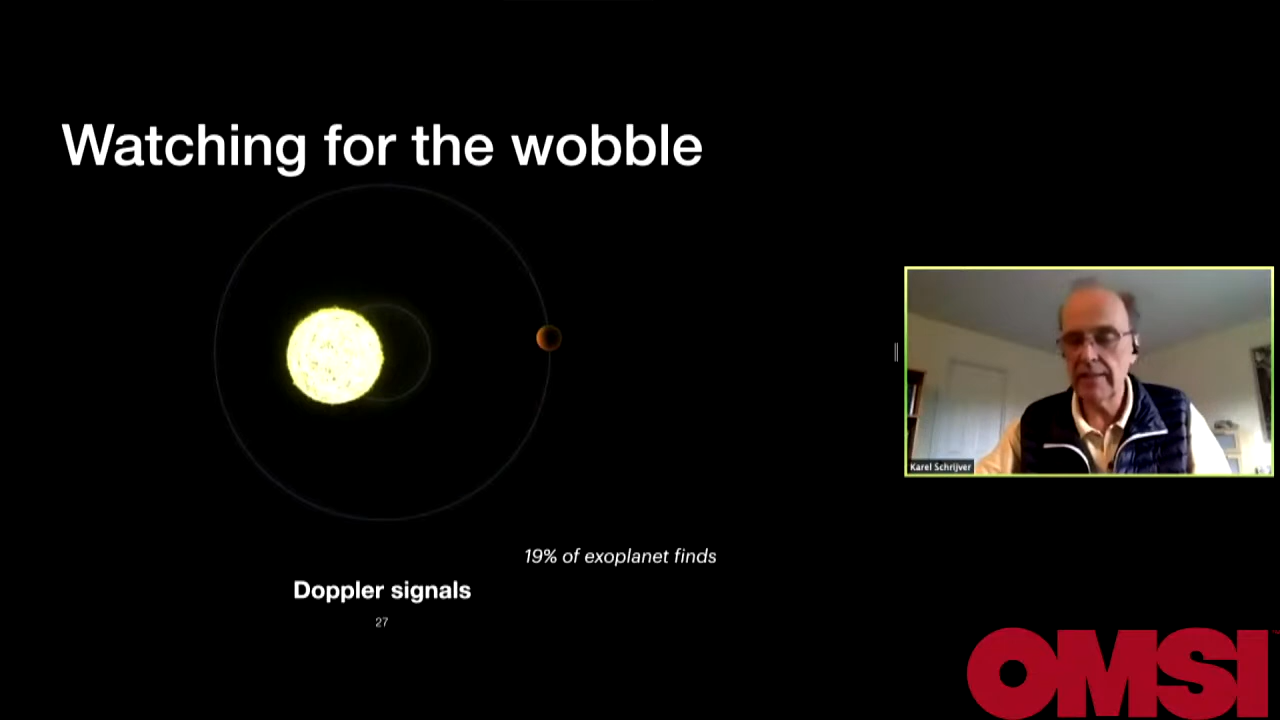 Watching for the wobble
Karel Schrijver
19% of exoplanet finds
Doppler signals
27
OMSI